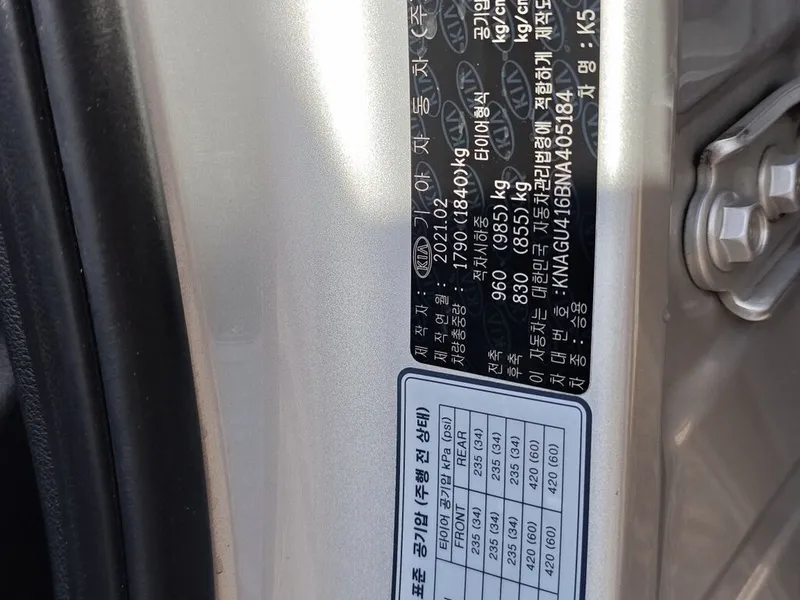 제 작 자 : KIA 기 아 자 동 차 (주
제 작 연 월 : 2021.02
차량총중량 : 1790 (1840)kg
적차시하중 타이어형식 공기압
kg/cm kg/cm
전축 960 (985) kg
후축 830 (855) kg
이 자동차는 대한민국 자동차관리법령에 적합하게 제작도
차 대 번 호 : KNAGU416BNA405184
차 종 : 승용 차 명 : K5
표준 공기압 (주행 전 상태)
타이어 공기압 kPa (psi)
FRONT REAR
235 (34) 235 (34)
235 (34) 235 (34)
235 (34) 235 (34)
420 (60) 420 (60)
420 (60) 420 (60)